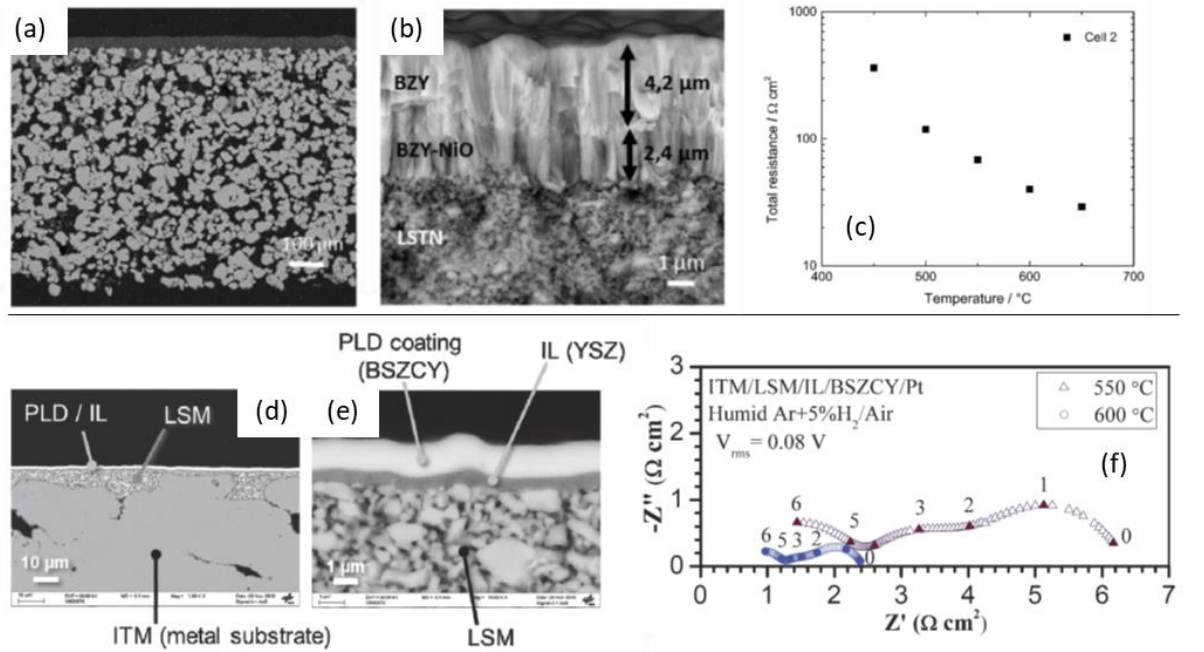 (a)
100 μm
(b)
BZY
4,2 μm
BZY-NiO
2,4 μm
LSTN
1 μm
1000
100
10
Total resistance / Ω cm²
Cell 2
(c)
400 500 600 700
Temperature / °C
PLD coating
(BSZCY)
IL (YSZ)
PLD / IL
LSM
(d)
(e)
10 μm
1 μm
ITM (metal substrate)
LSM
3
2
1
0
-Z'' (Ω cm²)
ITM/LSM/IL/BSZCY/Pt
Humid Ar+5%H₂/Air
Vrms= 0.08 V
550 °C
600 °C
(f)
6 5 3 2 1 0
6 5 3 2 0
0 1 2 3 4 5 6 7
Z' (Ω cm²)